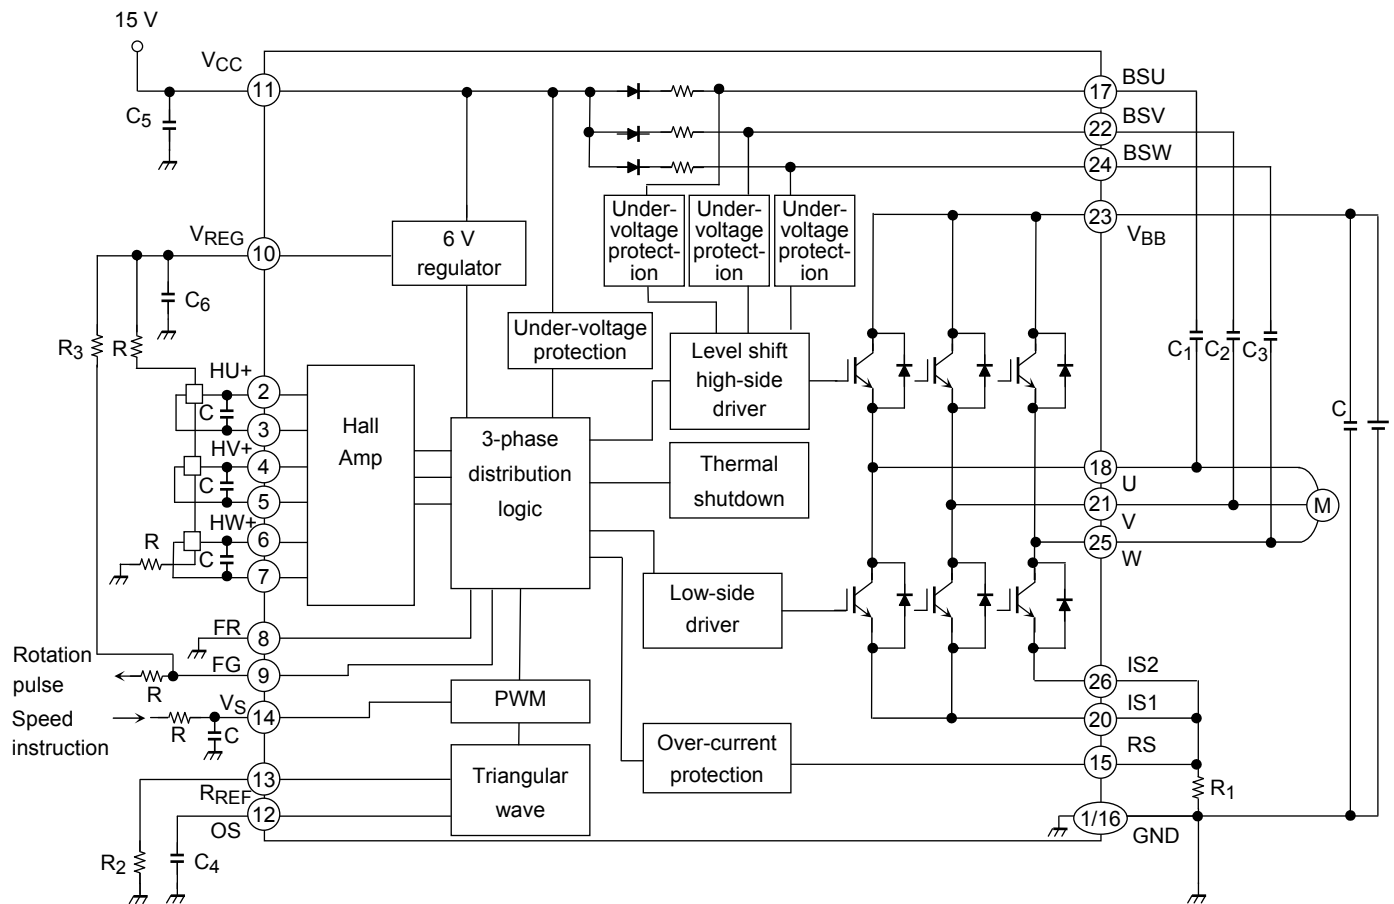 15 V
VCC
11
C5
17
BSU
22
BSV
24
BSW
Under-
voltage
protect-
ion
Under-
voltage
protect-
ion
Under-
voltage
protect-
ion
23
VBB
VREG
10
6 V
regulator
C6
R3
R
Under-voltage
protection
Level shift
high-side
driver
C1
C2
C3
C
HU+
2
C
3
HV+
4
C
5
HW+
6
R
C
7
Hall
Amp
3-phase
distribution
logic
Thermal
shutdown
18
U
21
V
25
W
M
Low-side
driver
FR
8
Rotation
pulse
R
FG
9
Speed
instruction
R
C
VS
14
PWM
26
IS2
20
IS1
Over-current
protection
15
RS
R1
13
RREF
12
OS
Triangular
wave
1/16
GND
R2
C4